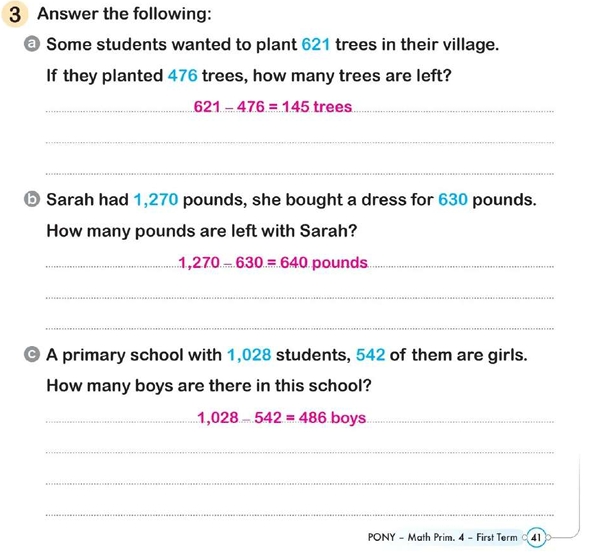 3 Answer the following:
a Some students wanted to plant 621 trees in their village.
If they planted 476 trees, how many trees are left?
621 – 476 = 145 trees
b Sarah had 1,270 pounds, she bought a dress for 630 pounds.
How many pounds are left with Sarah?
1,270 – 630 = 640 pounds
c A primary school with 1,028 students, 542 of them are girls.
How many boys are there in this school?
1,028 – 542 = 486 boys
PONY – Math Prim. 4 – First Term 41